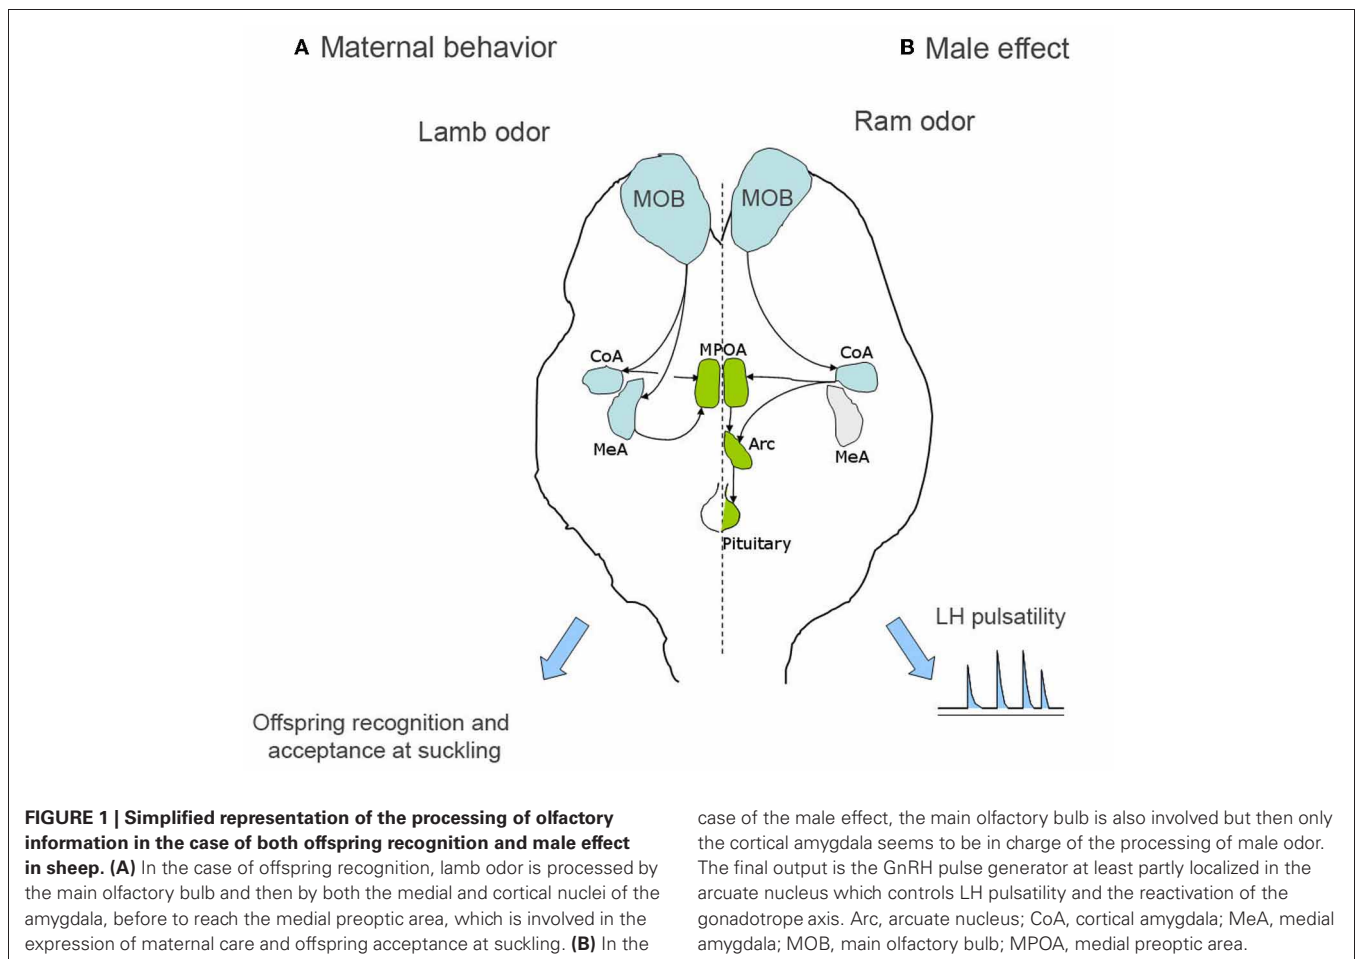 A Maternal behavior
B Male effect
Lamb odor
Ram odor
MOB
MOB
CoA
MPOA
CoA
MeA
Arc
MeA
Pituitary
LH pulsatility
Offspring recognition and
acceptance at suckling
FIGURE 1 | Simplified representation of the processing of olfactory
information in the case of both offspring recognition and male effect
in sheep. (A) In the case of offspring recognition, lamb odor is processed by
the main olfactory bulb and then by both the medial and cortical nuclei of the
amygdala, before to reach the medial preoptic area, which is involved in the
expression of maternal care and offspring acceptance at suckling. (B) In the
case of the male effect, the main olfactory bulb is also involved but then only
the cortical amygdala seems to be in charge of the processing of male odor.
The final output is the GnRH pulse generator at least partly localized in the
arcuate nucleus which controls LH pulsatility and the reactivation of the
gonadotrope axis. Arc, arcuate nucleus; CoA, cortical amygdala; MeA, medial
amygdala; MOB, main olfactory bulb; MPOA, medial preoptic area.